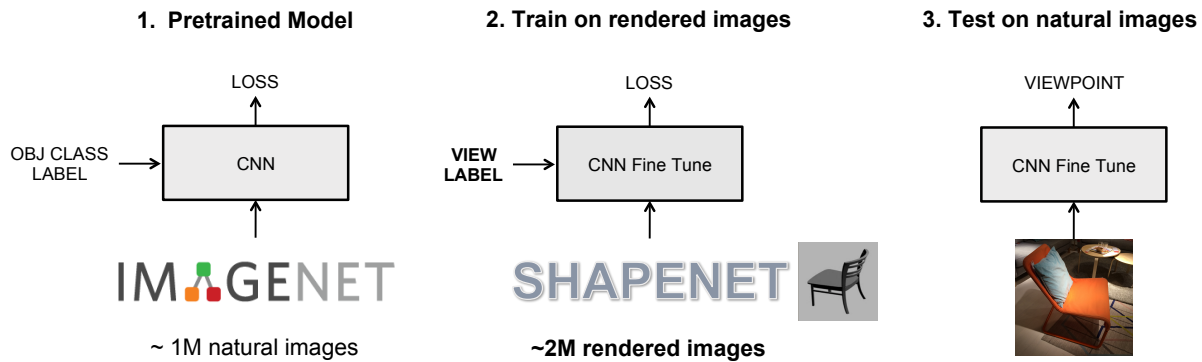 1. Pretrained Model
LOSS
OBJ CLASS
LABEL
CNN
IMAGENET
~ 1M natural images
2. Train on rendered images
LOSS
VIEW
LABEL
CNN Fine Tune
SHAPENET
~2M rendered images
3. Test on natural images
VIEWPOINT
CNN Fine Tune